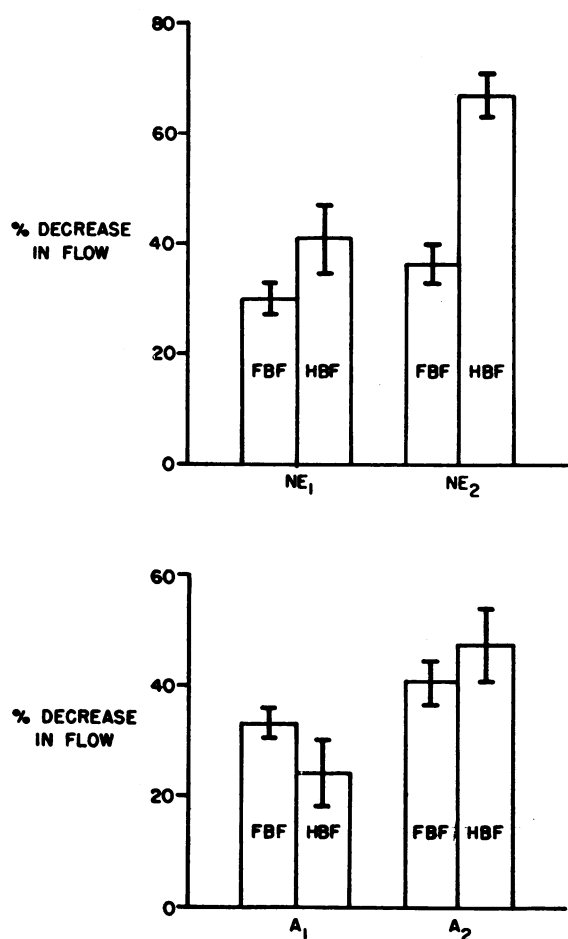 80
60
% DECREASE
IN FLOW
40
20
FBF HBF FBF HBF
0
NE1 NE2
60
% DECREASE
IN FLOW
40
20
FBF HBF FBF HBF
0
A1 A2